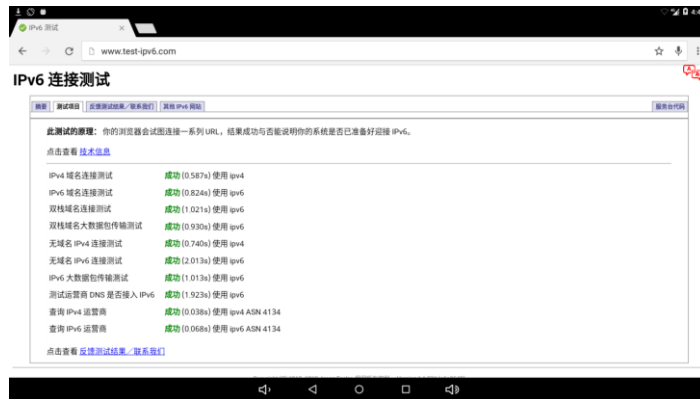 IPv6 测试
www.test-ipv6.com
IPv6 连接测试
摘要 测试项目 反馈测试结果／联系我们 其他 IPv6 网站 服务台代码
此测试的原理： 你的浏览器会试图连接一系列 URL，结果成功与否能说明你的系统是否已准备好迎接 IPv6。
点击查看 技术信息
IPv4 域名连接测试 成功 (0.587s) 使用 ipv4
IPv6 域名连接测试 成功 (0.824s) 使用 ipv6
双栈域名连接测试 成功 (1.021s) 使用 ipv6
双栈域名大数据包传输测试 成功 (0.930s) 使用 ipv6
无域名 IPv4 连接测试 成功 (0.740s) 使用 ipv4
无域名 IPv6 连接测试 成功 (2.013s) 使用 ipv6
IPv6 大数据包传输测试 成功 (1.013s) 使用 ipv6
测试运营商 DNS 是否接入 IPv6 成功 (1.923s) 使用 ipv6
查询 IPv4 运营商 成功 (0.038s) 使用 ipv4 ASN 4134
查询 IPv6 运营商 成功 (0.068s) 使用 ipv6 ASN 4134
点击查看 反馈测试结果／联系我们